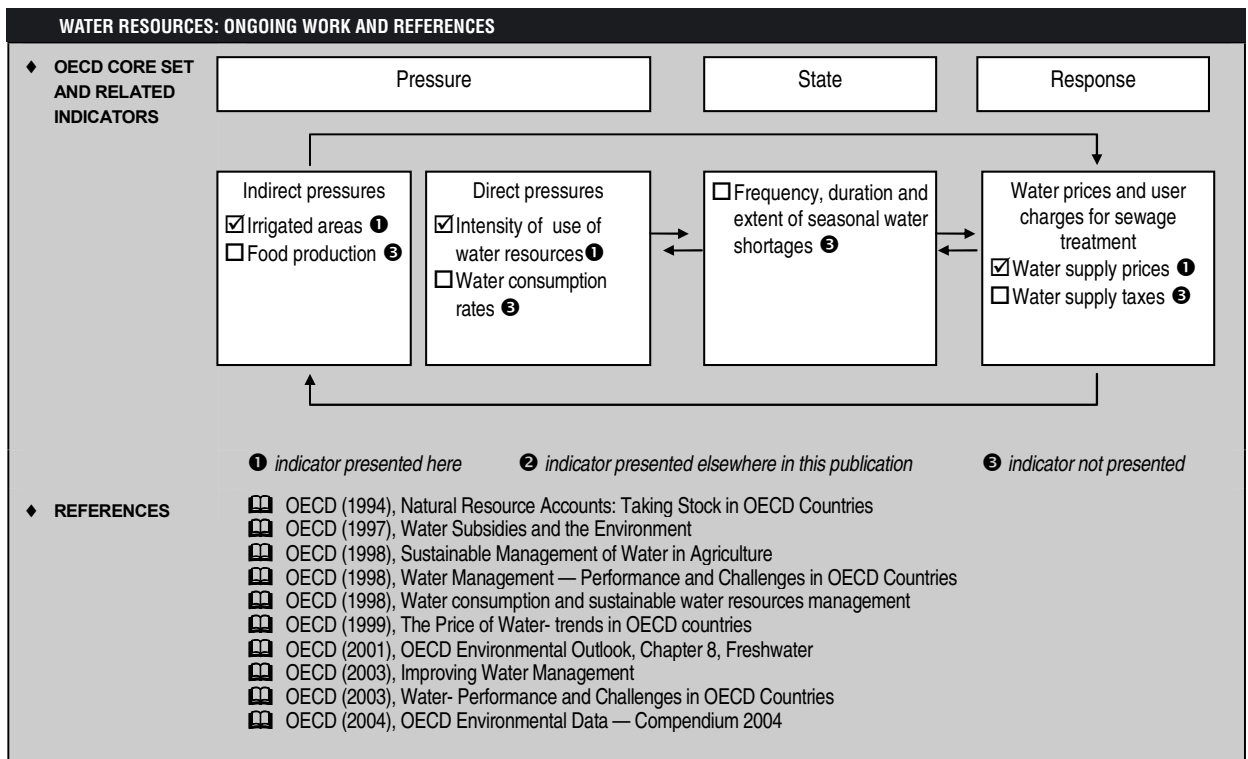 WATER RESOURCES: ONGOING WORK AND REFERENCES
♦ OECD CORE SET
AND RELATED
INDICATORS
Pressure
State
Response
Indirect pressures
☑ Irrigated areas ❶
☐ Food production ❸
Direct pressures
☑ Intensity of use of
water resources ❶
☐ Water consumption
rates ❸
☐ Frequency, duration and
extent of seasonal water
shortages ❸
Water prices and user
charges for sewage
treatment
☑ Water supply prices ❶
☐ Water supply taxes ❸
❶ indicator presented here ❷ indicator presented elsewhere in this publication ❸ indicator not presented
♦ REFERENCES
OECD (1994), Natural Resource Accounts: Taking Stock in OECD Countries
OECD (1997), Water Subsidies and the Environment
OECD (1998), Sustainable Management of Water in Agriculture
OECD (1998), Water Management — Performance and Challenges in OECD Countries
OECD (1998), Water consumption and sustainable water resources management
OECD (1999), The Price of Water- trends in OECD countries
OECD (2001), OECD Environmental Outlook, Chapter 8, Freshwater
OECD (2003), Improving Water Management
OECD (2003), Water- Performance and Challenges in OECD Countries
OECD (2004), OECD Environmental Data — Compendium 2004